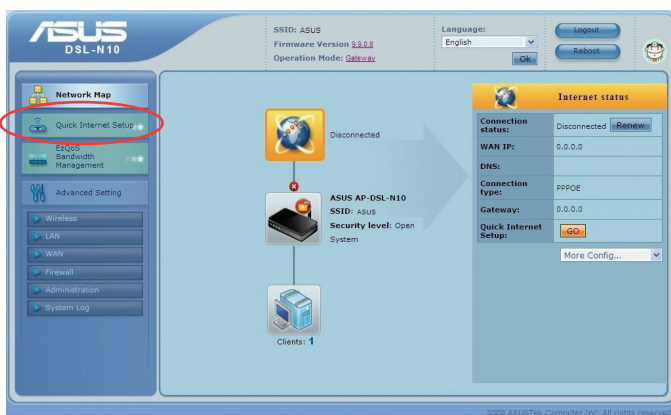 ASUS
DSL-N10
SSID: ASUS
Firmware Version 9.9.0.8
Operation Mode: Gateway
Language:
English
Ok
Logout
Reboot
Network Map
Quick Internet Setup
EzQoS
Bandwidth
Management
Advanced Setting
Wireless
LAN
WAN
Firewall
Administration
System Log
Disconnected
ASUS AP-DSL-N10
SSID: ASUS
Security level: Open
System
Clients: 1
Internet status
Connection
status:
Disconnected Renew
WAN IP: 0.0.0.0
DNS:
Connection
type:
PPPOE
Gateway: 0.0.0.0
Quick Internet
Setup:
GO
More Config...
2009 ASUSTek Computer Inc. All rights reserved